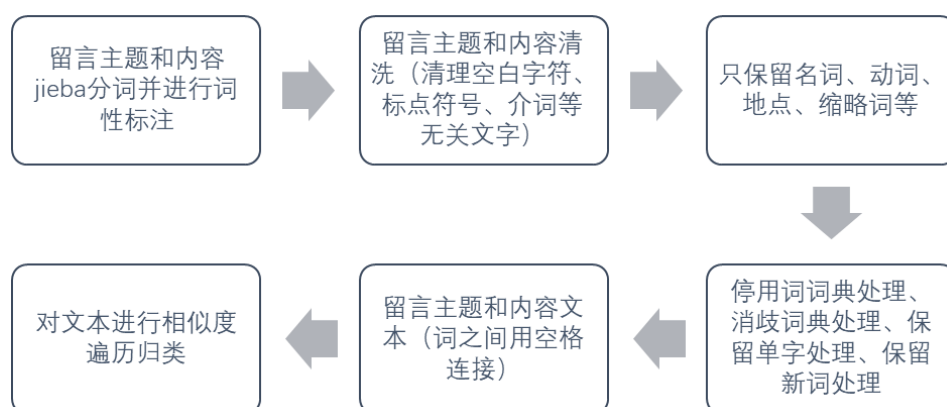 留言主题和内容
jieba分词并进行词
性标注
留言主题和内容清
洗（清理空白字符、
标点符号、介词等
无关文字）
只保留名词、动词、
地点、缩略词等
停用词词典处理、
消歧词典处理、保
留单字处理、保留
新词处理
留言主题和内容文
本（词之间用空格
连接）
对文本进行相似度
遍历归类